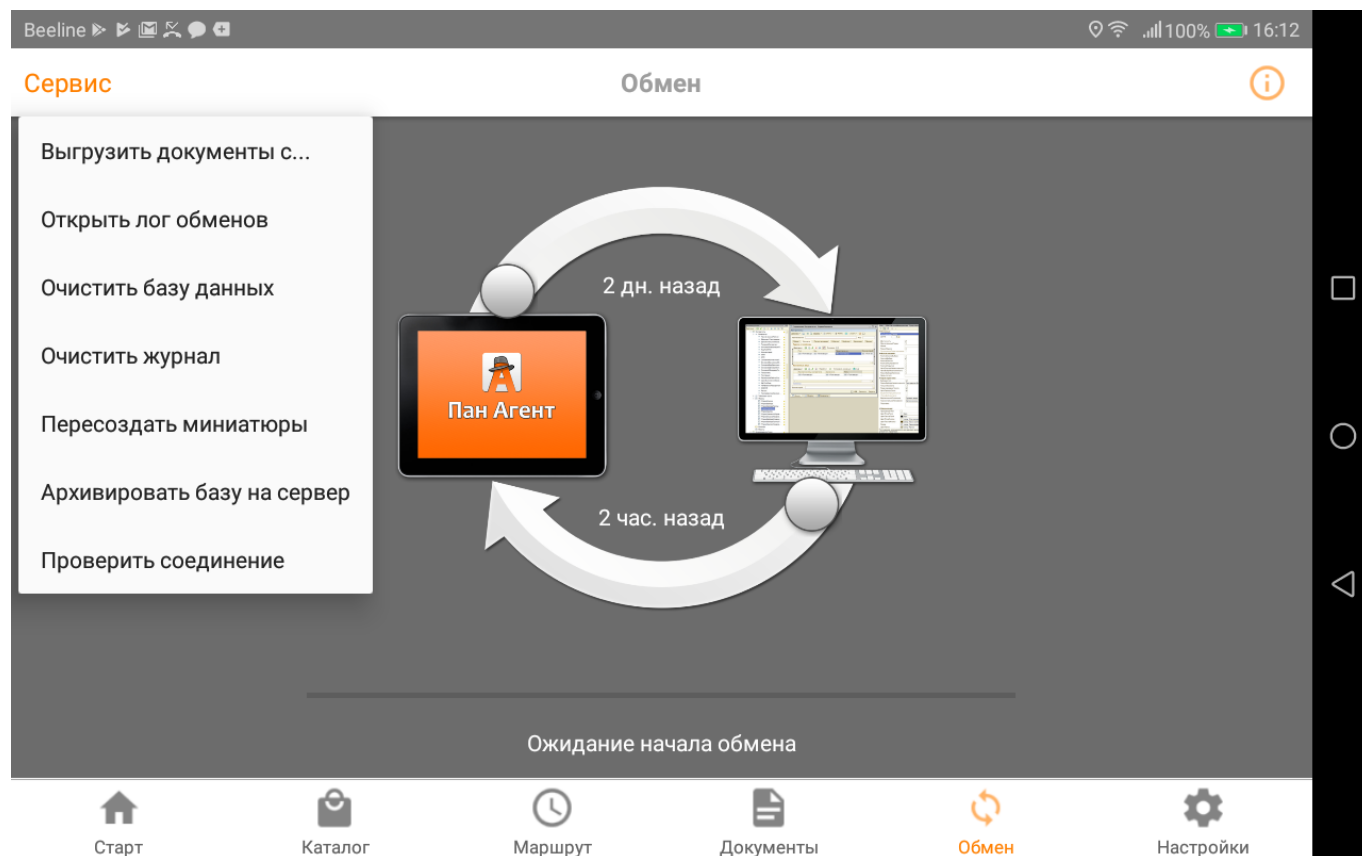 Beeline 100% 16:12
Сервис Обмен
Выгрузить документы с...
Открыть лог обменов
Очистить базу данных
Очистить журнал
Пересоздать миниатюры
Архивировать базу на сервер
Проверить соединение
2 дн. назад
Пан Агент
2 час. назад
Ожидание начала обмена
Старт Каталог Маршрут Документы Обмен Настройки